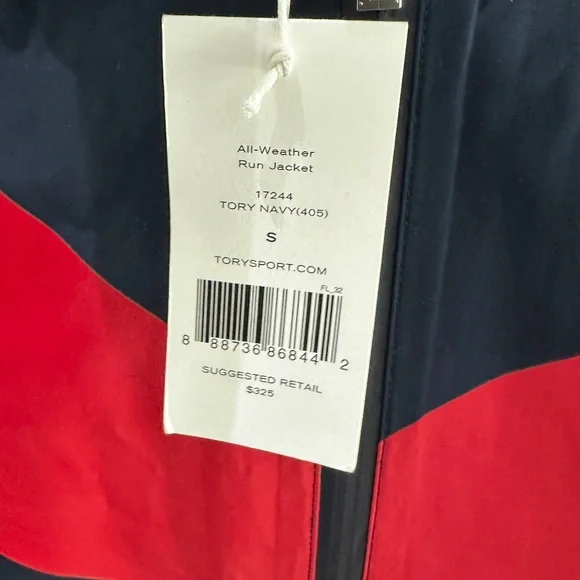 All-Weather
Run Jacket
17244
TORY NAVY(405)
S
TORYSPORT.COM
FL_32
8 88736 86844 2
SUGGESTED RETAIL
$325